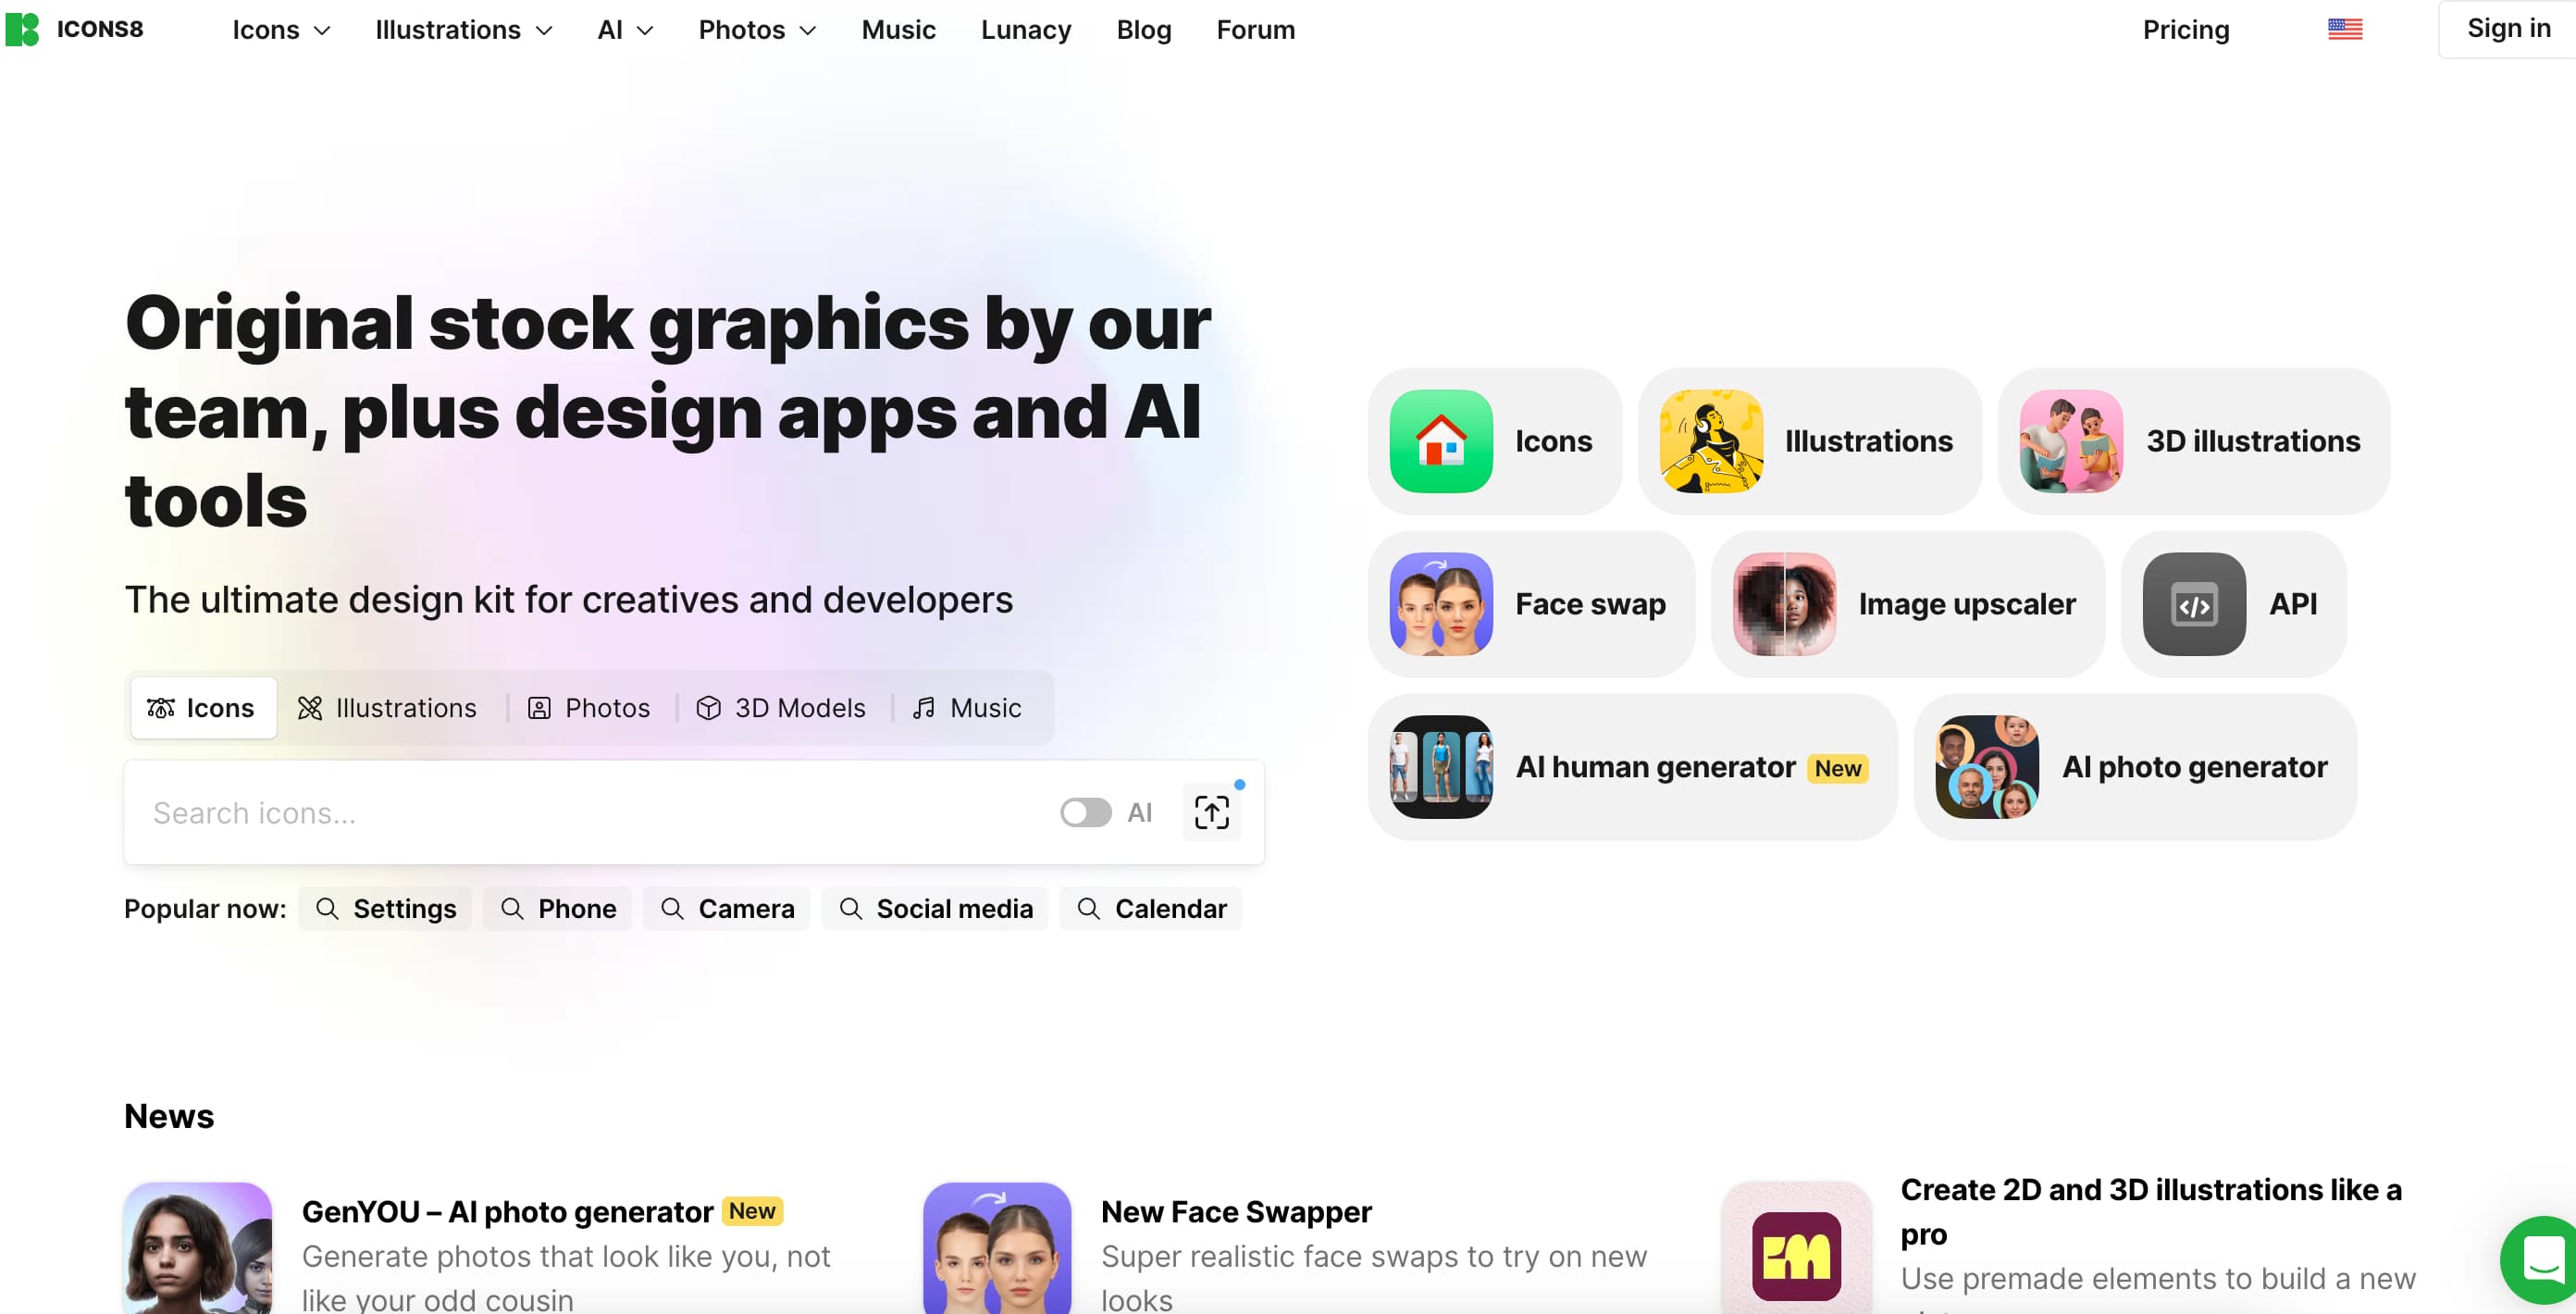 ICONS8
Icons
Illustrations
AI
Photos
Music
Lunacy
Blog
Forum
Pricing
Sign in
Original stock graphics by our
team, plus design apps and AI
tools
The ultimate design kit for creatives and developers
Icons
Illustrations
Photos
3D Models
Music
Search icons...
AI
Popular now:
Settings
Phone
Camera
Social media
Calendar
Icons
Illustrations
3D illustrations
Face swap
Image upscaler
API
AI human generator New
AI photo generator
News
GenYOU – AI photo generator New
Generate photos that look like you, not
like your odd cousin
New Face Swapper
Super realistic face swaps to try on new
looks
Create 2D and 3D illustrations like a
pro
Use premade elements to build a new